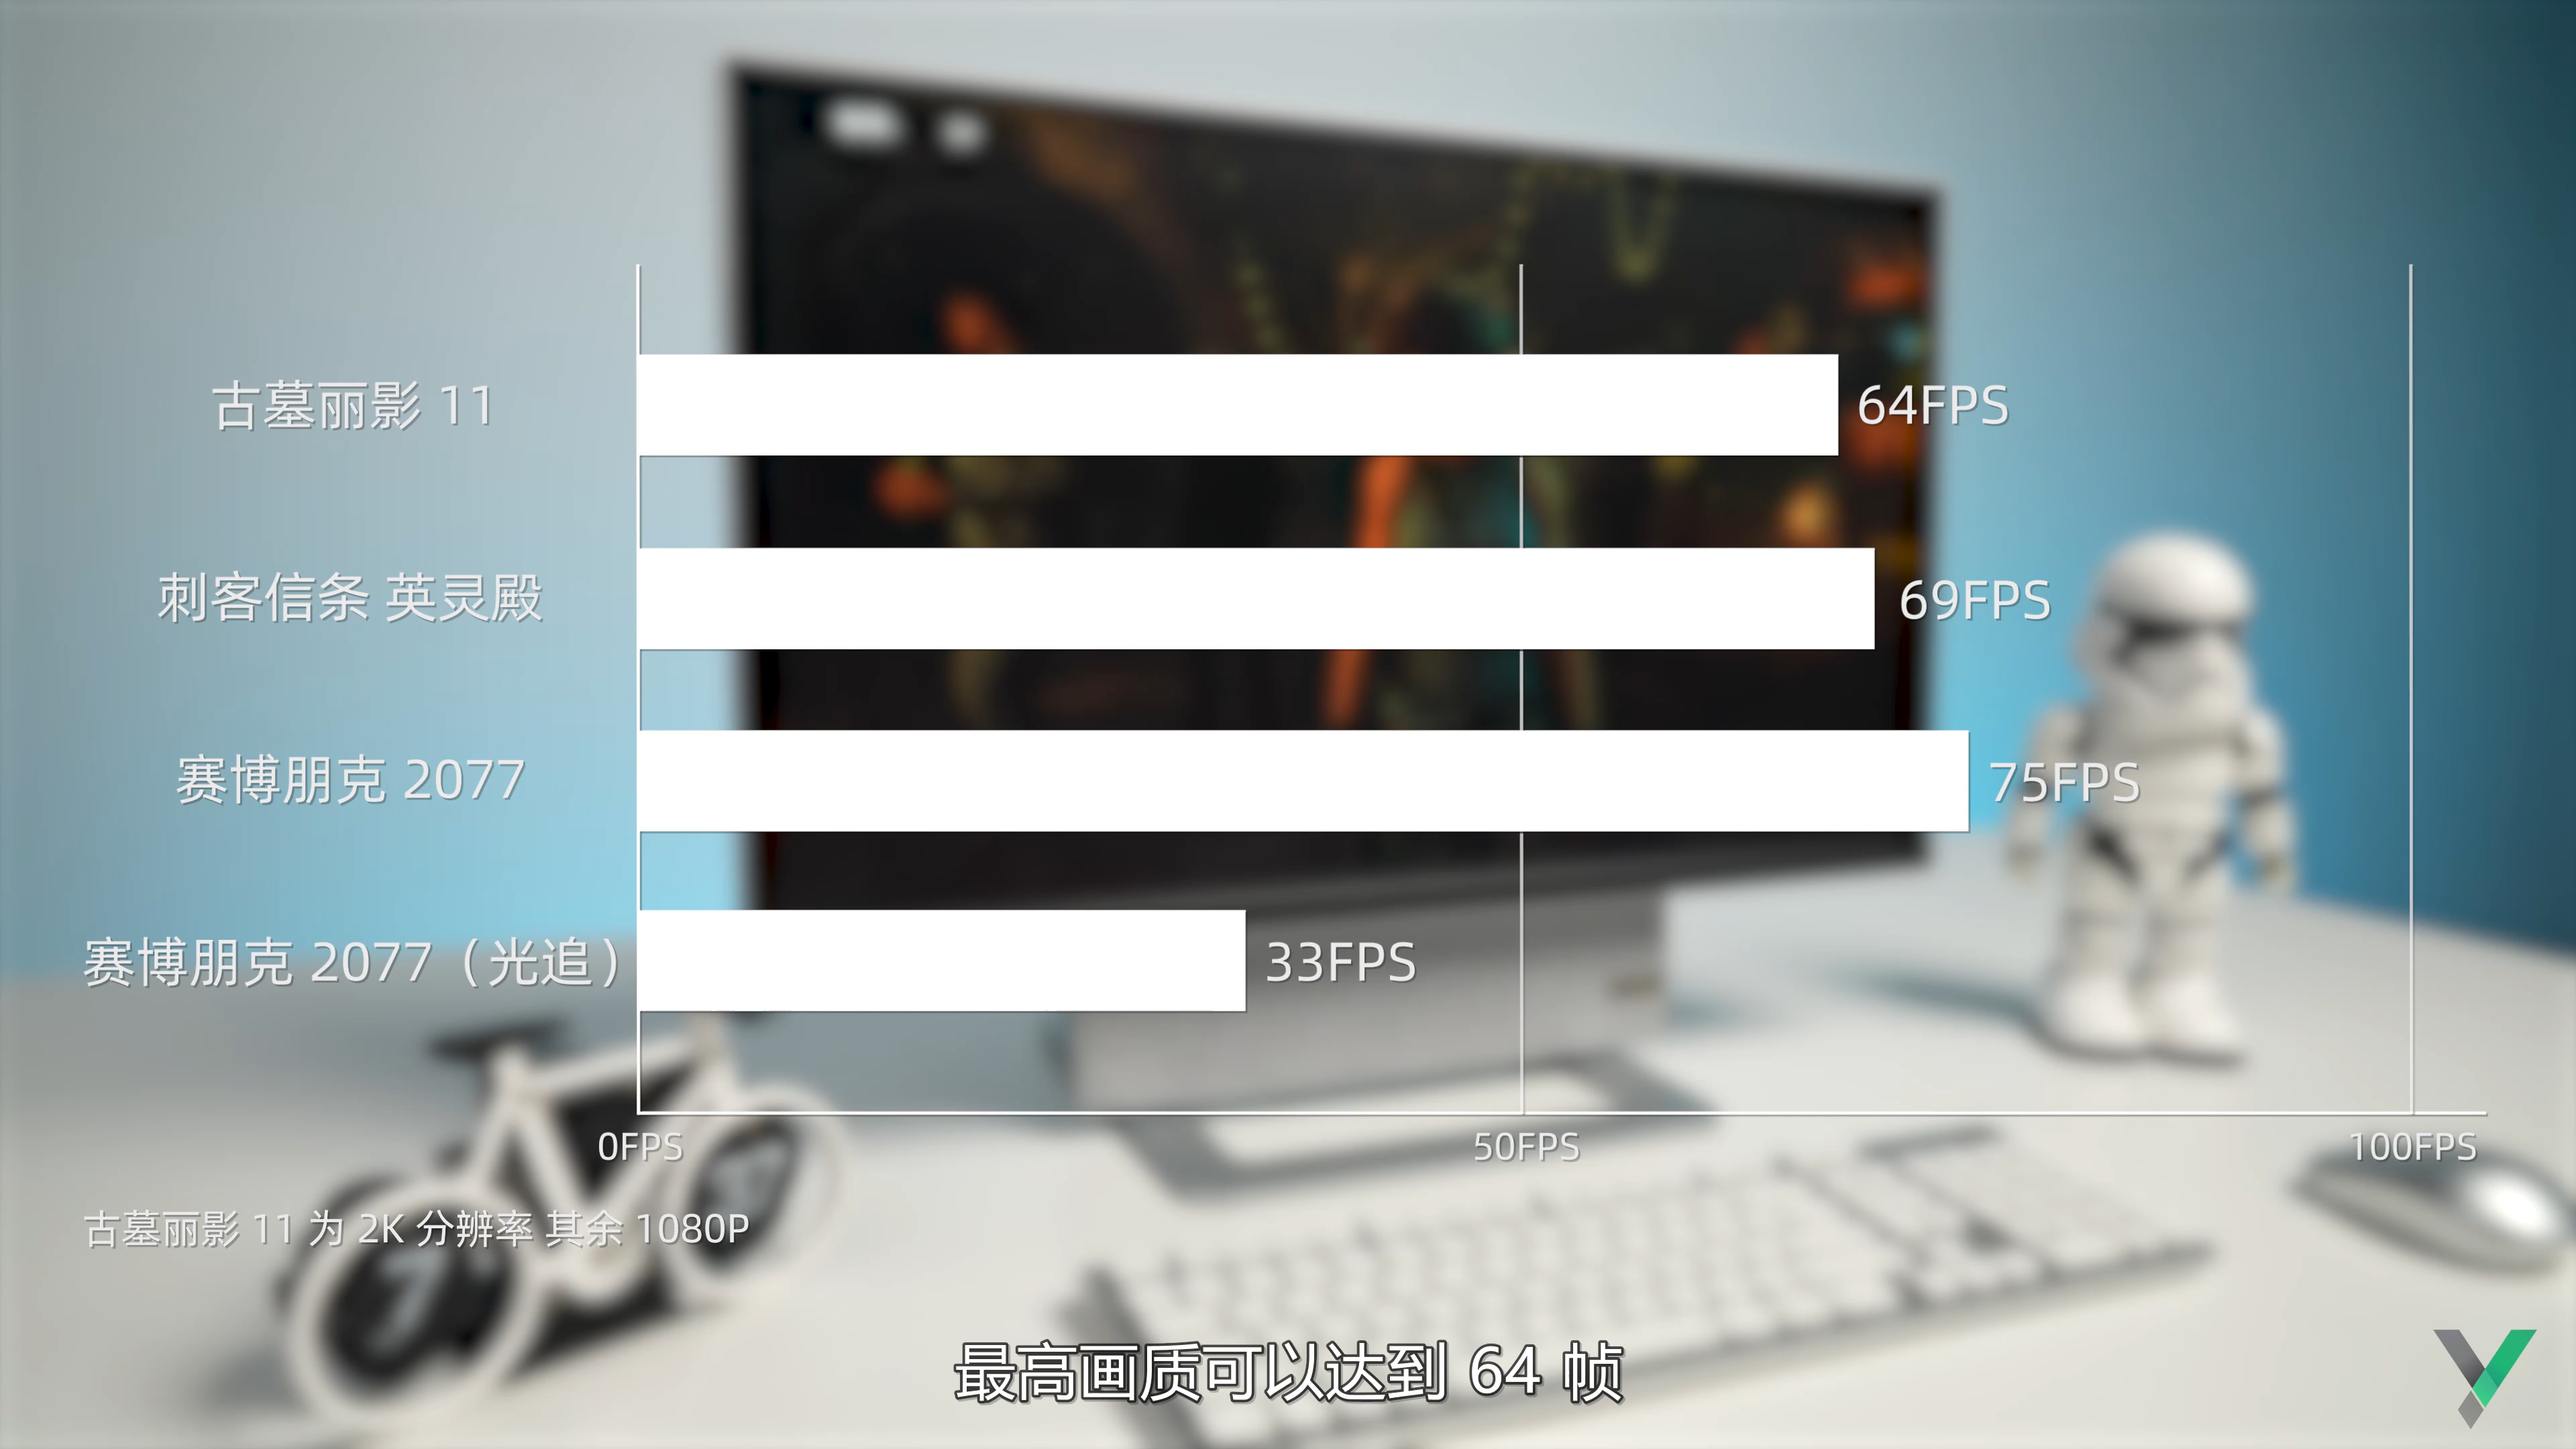 古墓丽影 11
64FPS
刺客信条 英灵殿
69FPS
赛博朋克 2077
75FPS
赛博朋克 2077（光追）
33FPS
0FPS
50FPS
100FPS
古墓丽影 11 为 2K 分辨率 其余 1080P
最高画质可以达到 64 帧